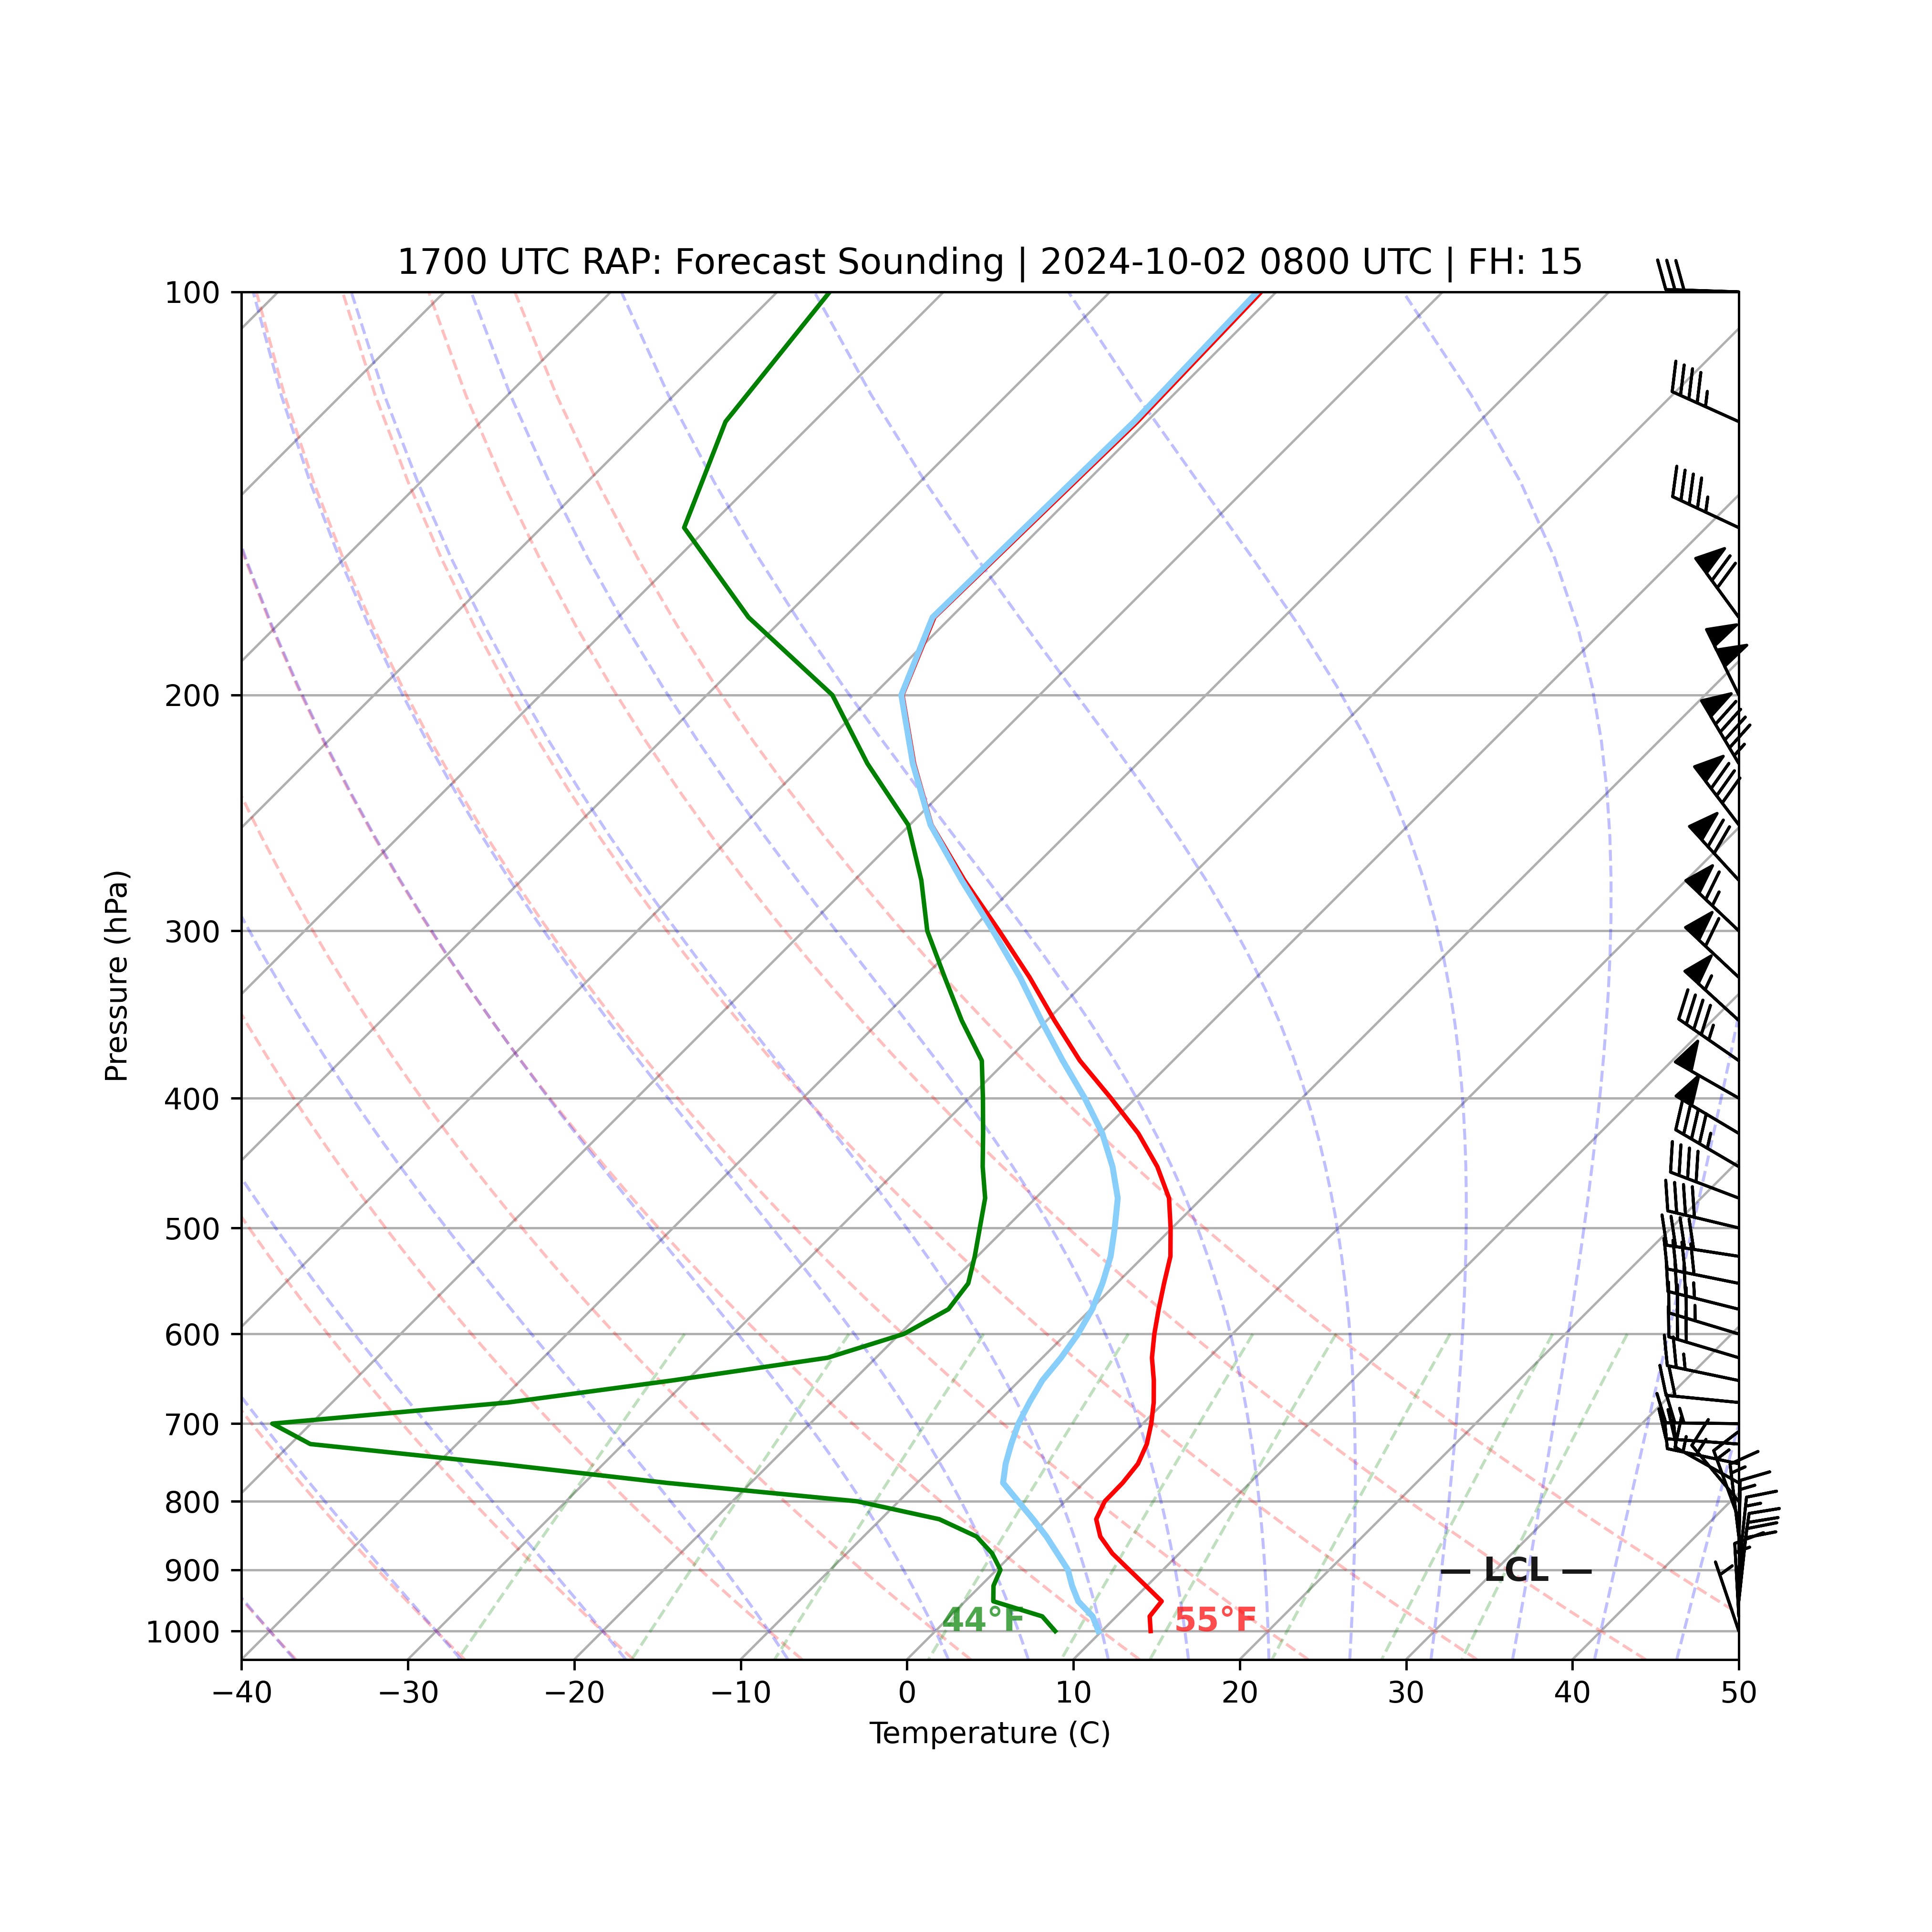 1700 UTC RAP: Forecast Sounding | 2024-10-02 0800 UTC | FH: 15
100
200
300
400
500
600
700
800
900
1000
Pressure (hPa)
— LCL —
44°F
55°F
−40 −30 −20 −10 0 10 20 30 40 50
Temperature (C)